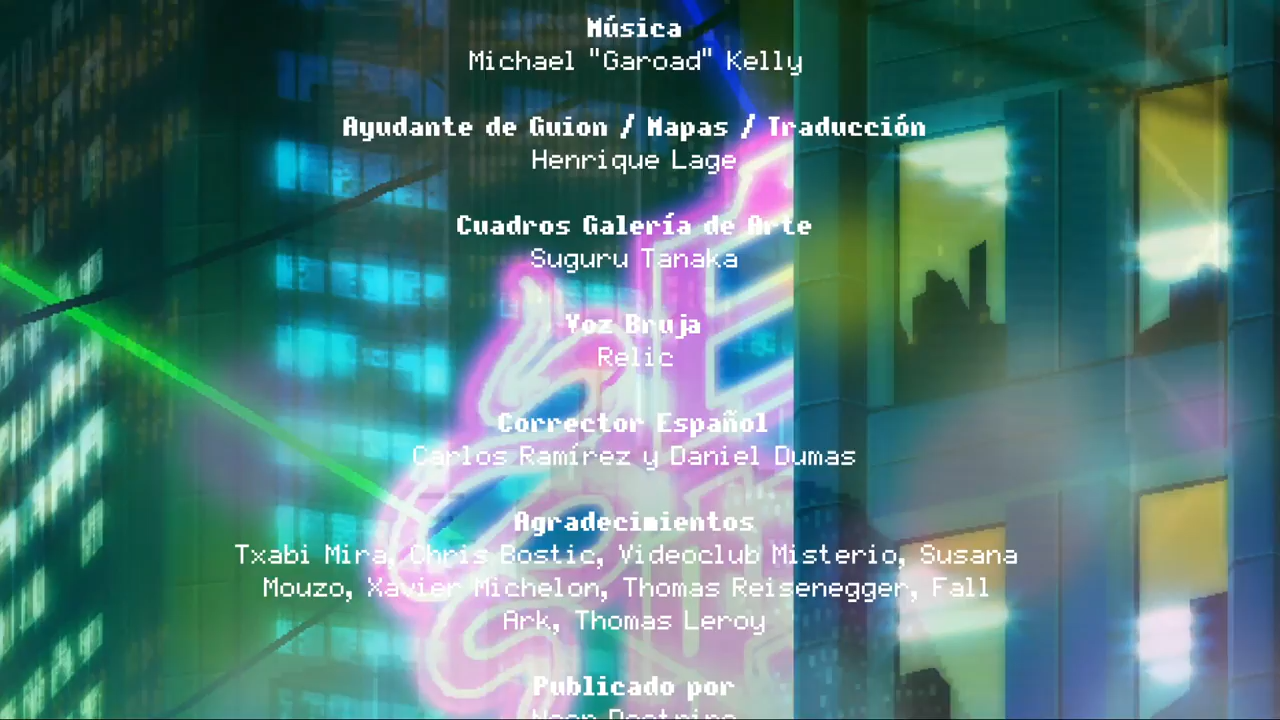 Música
Michael "Garoad" Kelly
Ayudante de Guion / Mapas / Traducción
Henrique Lage
Cuadros Galería de Arte
Suguru Tanaka
Voz Bruja
Relic
Corrector Español
Carlos Ramírez y Daniel Dumas
Agradecimientos
Txabi Mira, Chris Bostic, Videoclub Misterio, Susana
Mouzo, Xavier Michelon, Thomas Reisenegger, Fall
Ark, Thomas Leroy
Publicado por